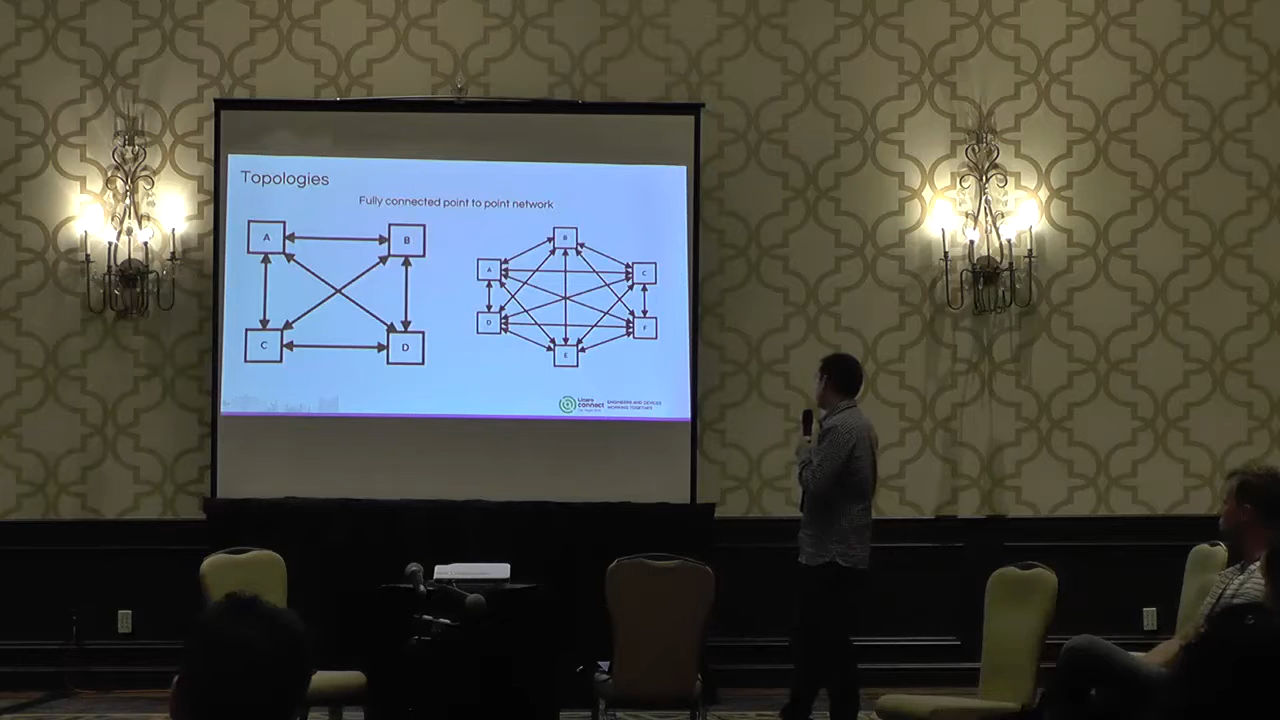 Topologies
Fully connected point to point network
A
B
C
D
B
A
C
D
F
E
Linaro
connect
ENGINEERS AND DEVICES
WORKING TOGETHER